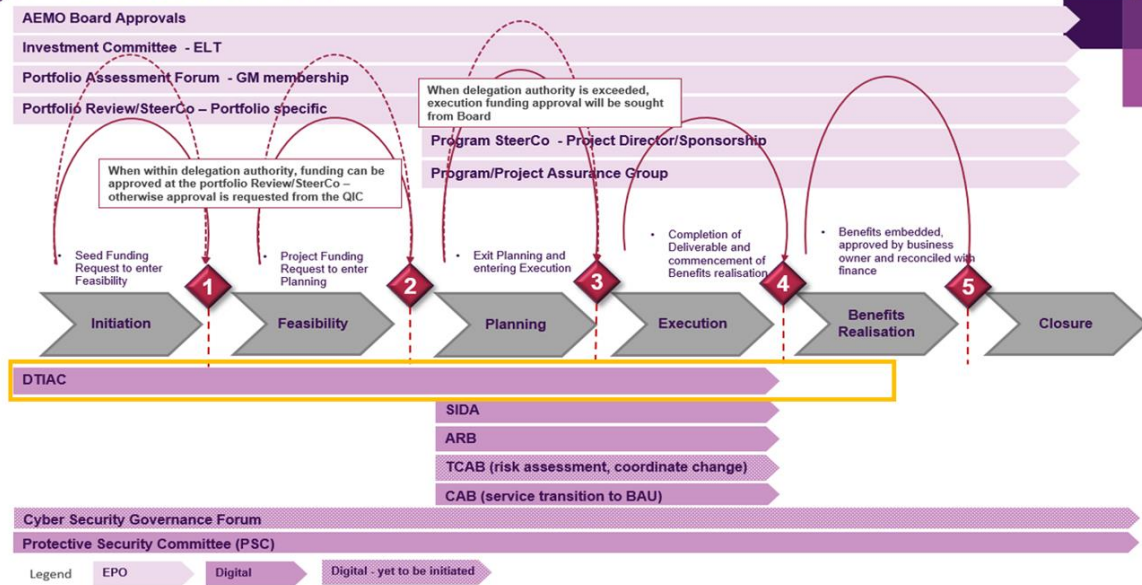 AEMO Board Approvals
Investment Committee - ELT
Portfolio Assessment Forum - GM membership
Portfolio Review/SteerCo – Portfolio specific
When delegation authority is exceeded,
execution funding approval will be sought
from Board
Program SteerCo - Project Director/Sponsorship
Program/Project Assurance Group
When within delegation authority, funding can be
approved at the portfolio Review/SteerCo –
otherwise approval is requested from the QIC
• Seed Funding
Request to enter
Feasibility
• Project Funding
Request to enter
Planning
• Exit Planning and
entering Execution
• Completion of
Deliverable and
commencement of
Benefits realisation
• Benefits embedded,
approved by business
owner and reconciled with
finance
1
2
3
4
5
Initiation
Feasibility
Planning
Execution
Benefits
Realisation
Closure
DTIAC
SIDA
ARB
TCAB (risk assessment, coordinate change)
CAB (service transition to BAU)
Cyber Security Governance Forum
Protective Security Committee (PSC)
Legend
EPO
Digital
Digital - yet to be initiated